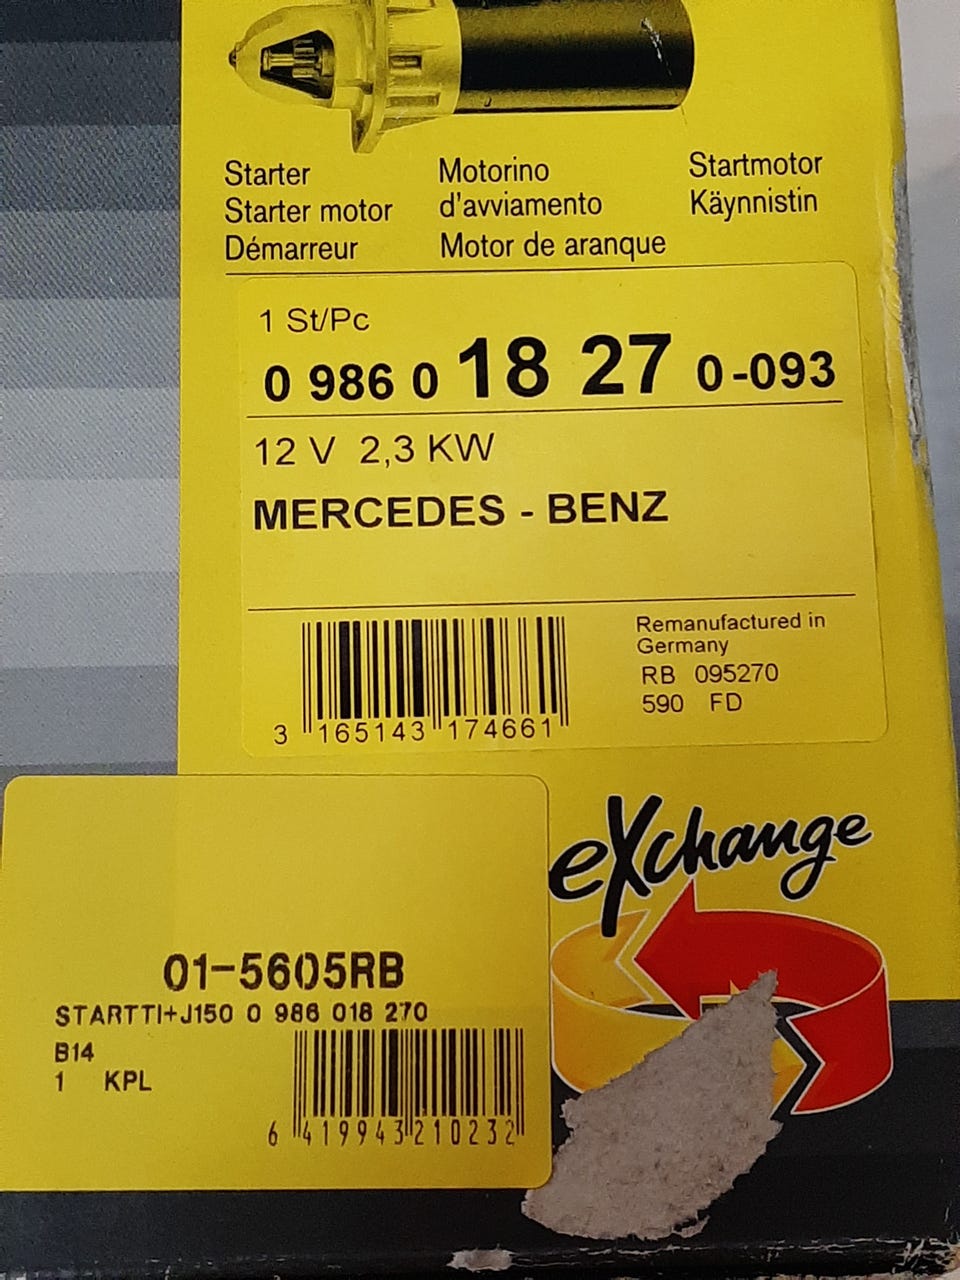 Starter
Starter motor
Démarreur
Motorino
d'avviamento
Motor de aranque
Startmotor
Käynnistin
1 St/Pc
0 986 0 18 27 0-093
12 V 2,3 KW
MERCEDES - BENZ
3 165143 174661
Remanufactured in
Germany
RB 095270
590 FD
eXchange
01-5605RB
STARTTI+J150 0 986 018 270
B14
1 KPL
6 419943 210232